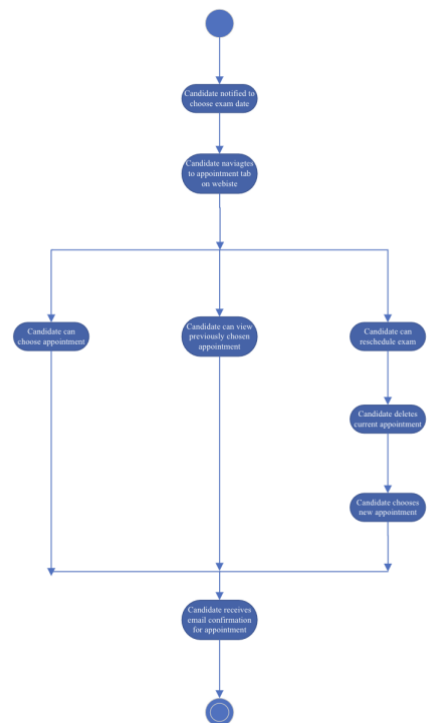 Candidate notified to
choose exam date
Candidate naviagtes
to appointment tab
on webiste
Candidate can
choose appointment
Candidate can view
previously chosen
appointment
Candidate can
reschedule exam
Candidate deletes
current appointment
Candidate chooses
new appointment
Candidate receives
email confirmation
for appointment